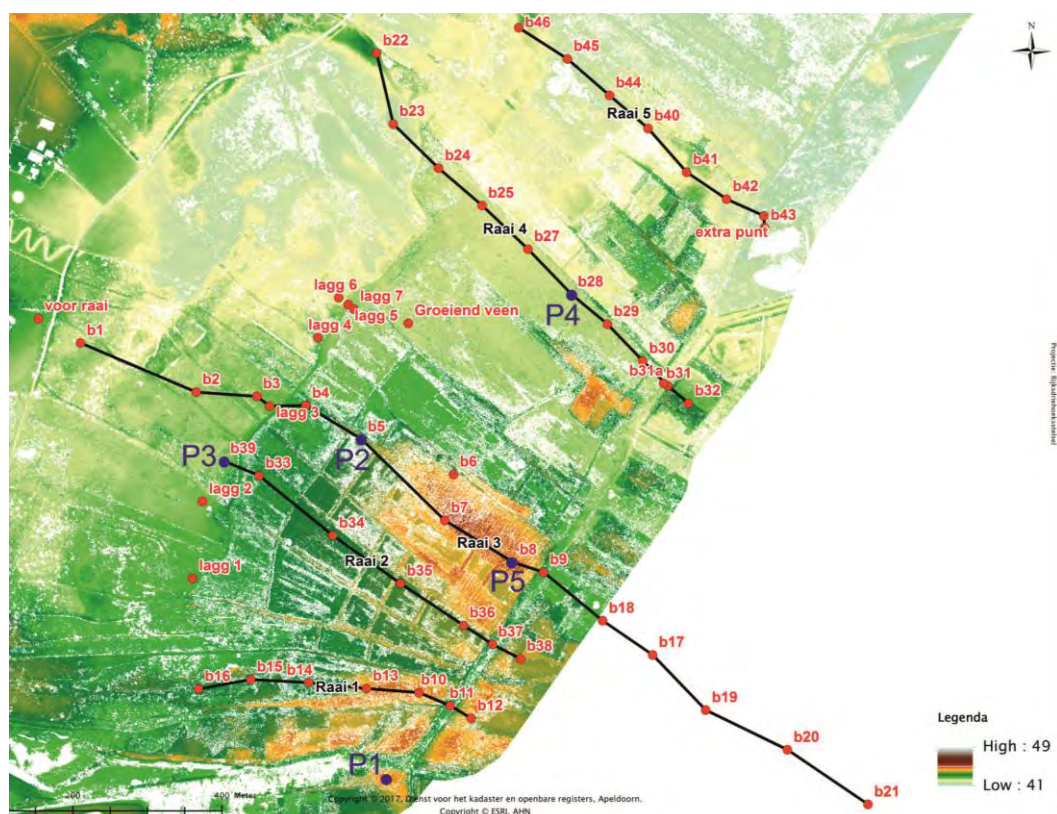 b46
N
b45
b22
b44
Raai 5
b40
b23
b41
b24
b42
b25
b43
Raai 4
extra punt
b27
b28
lagg 6
lagg 7
P4
voor raai
lagg 5
Groeiend veen
b29
b1
lagg 4
b30
b31a
b31
b2
b3
b32
b4
lagg 3
Projectie: Rijksdriehoeksstelsel
b5
P2
P3
b39
b33
b6
lagg 2
b7
b34
Raai 3
b8
Raai 2
b9
lagg 1
b35
P5
b36
b18
b37
b38
b17
b15
b14
b16
Raai 1
b13
b10
b11
b12
b19
Legenda
b20
High : 49
P1
Low : 41
200
400 Meter
Copyright © 2017, Dienst voor het kadaster en openbare registers, Apeldoorn.
b21
Copyright © ESRI, AHN